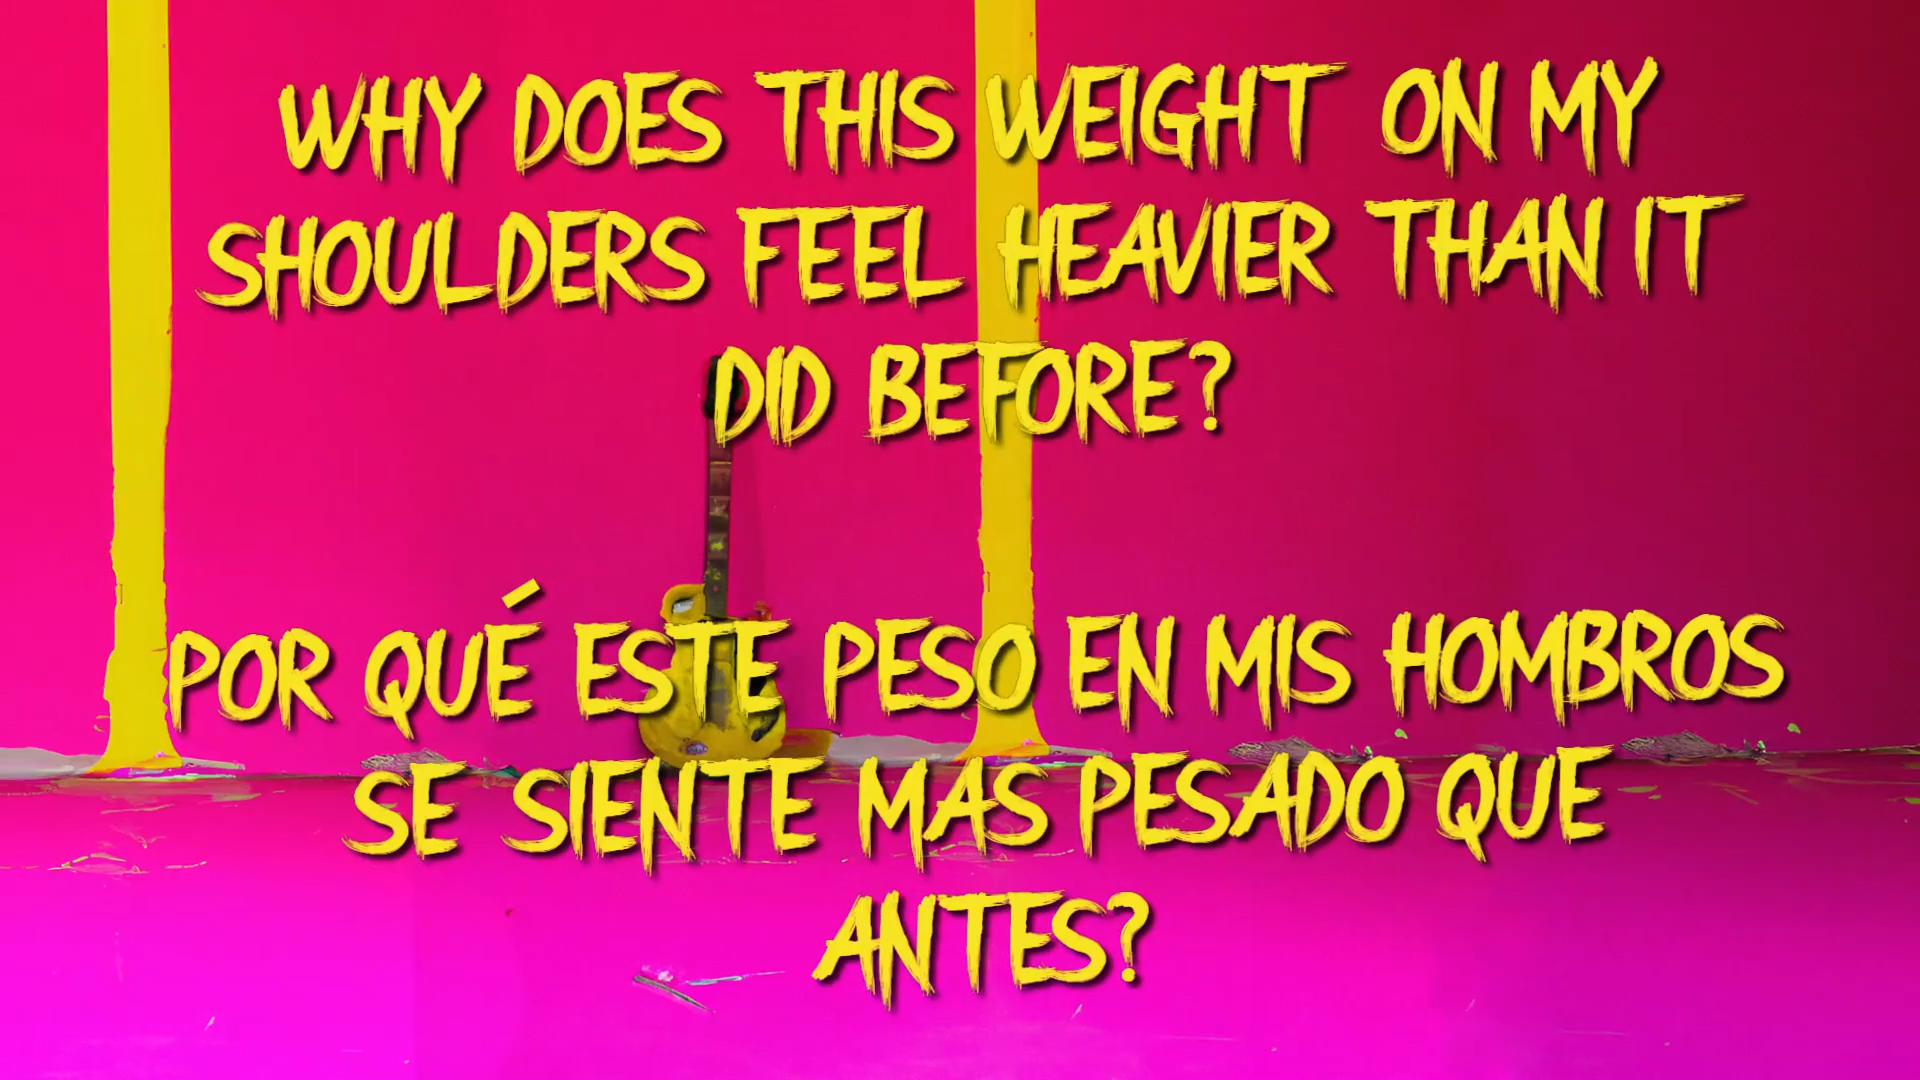 WHY DOES THIS WEIGHT ON MY
SHOULDERS FEEL HEAVIER THAN IT
DID BEFORE?
POR QUÉ ESTE PESO EN MIS HOMBROS
SE SIENTE MAS PESADO QUE
ANTES?